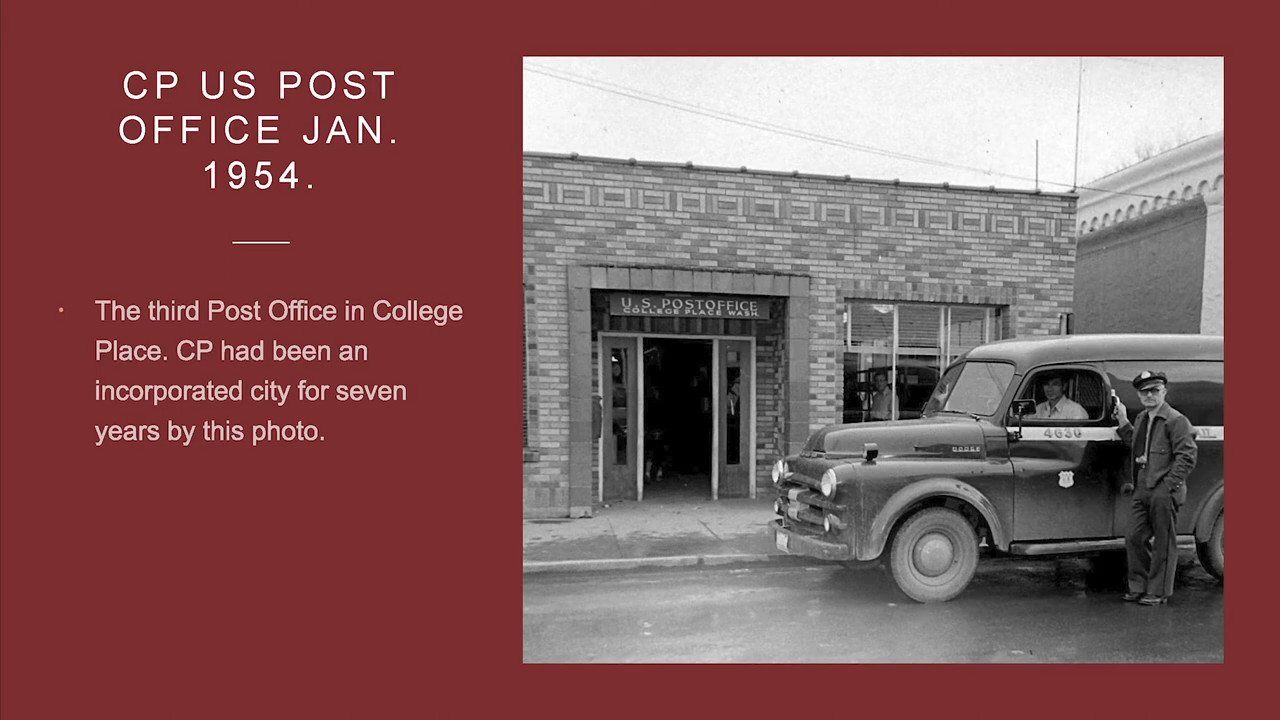 CP US POST
OFFICE JAN.
1954.
The third Post Office in College
Place. CP had been an
incorporated city for seven
years by this photo.
U.S. POSTOFFICE
COLLEGE PLACE WASH.
DODGE
4630